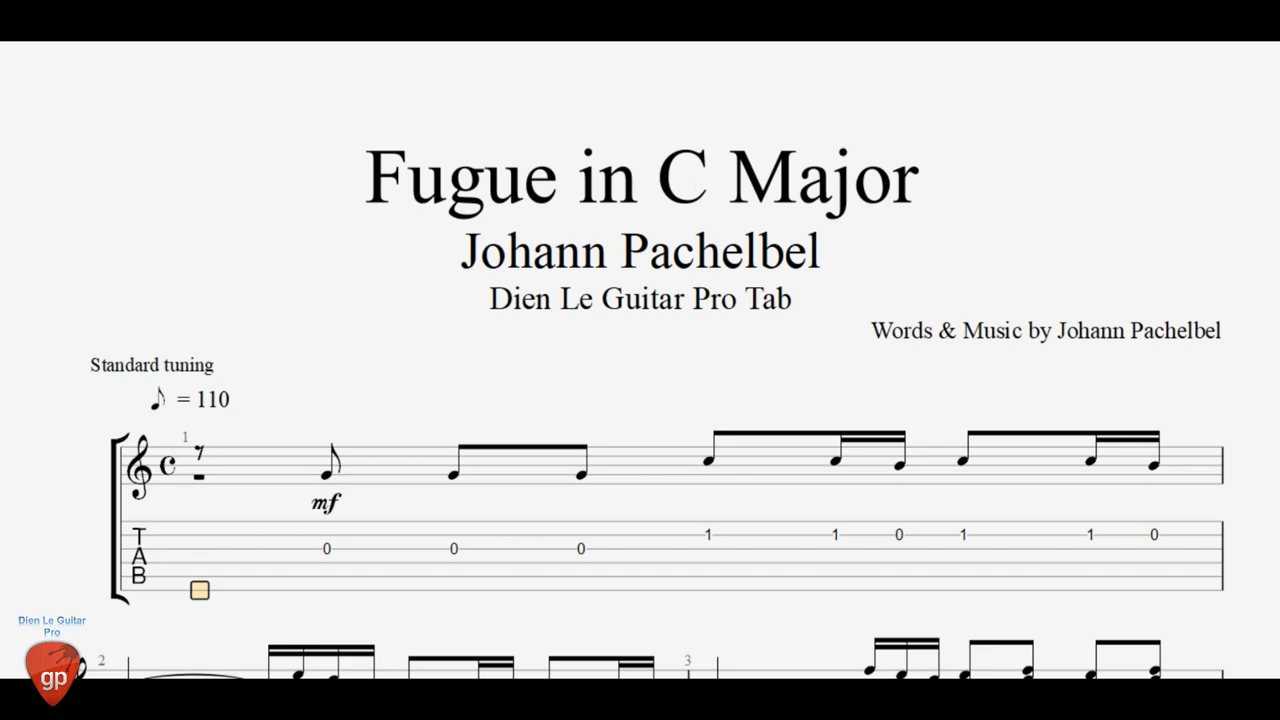 Fugue in C Major
Johann Pachelbel
Dien Le Guitar Pro Tab
Words & Music by Johann Pachelbel
Standard tuning
= 110
1
mf
T
A
B
1 1 0 1 1 0
0 0 0
Dien Le Guitar
Pro
gp
2 3